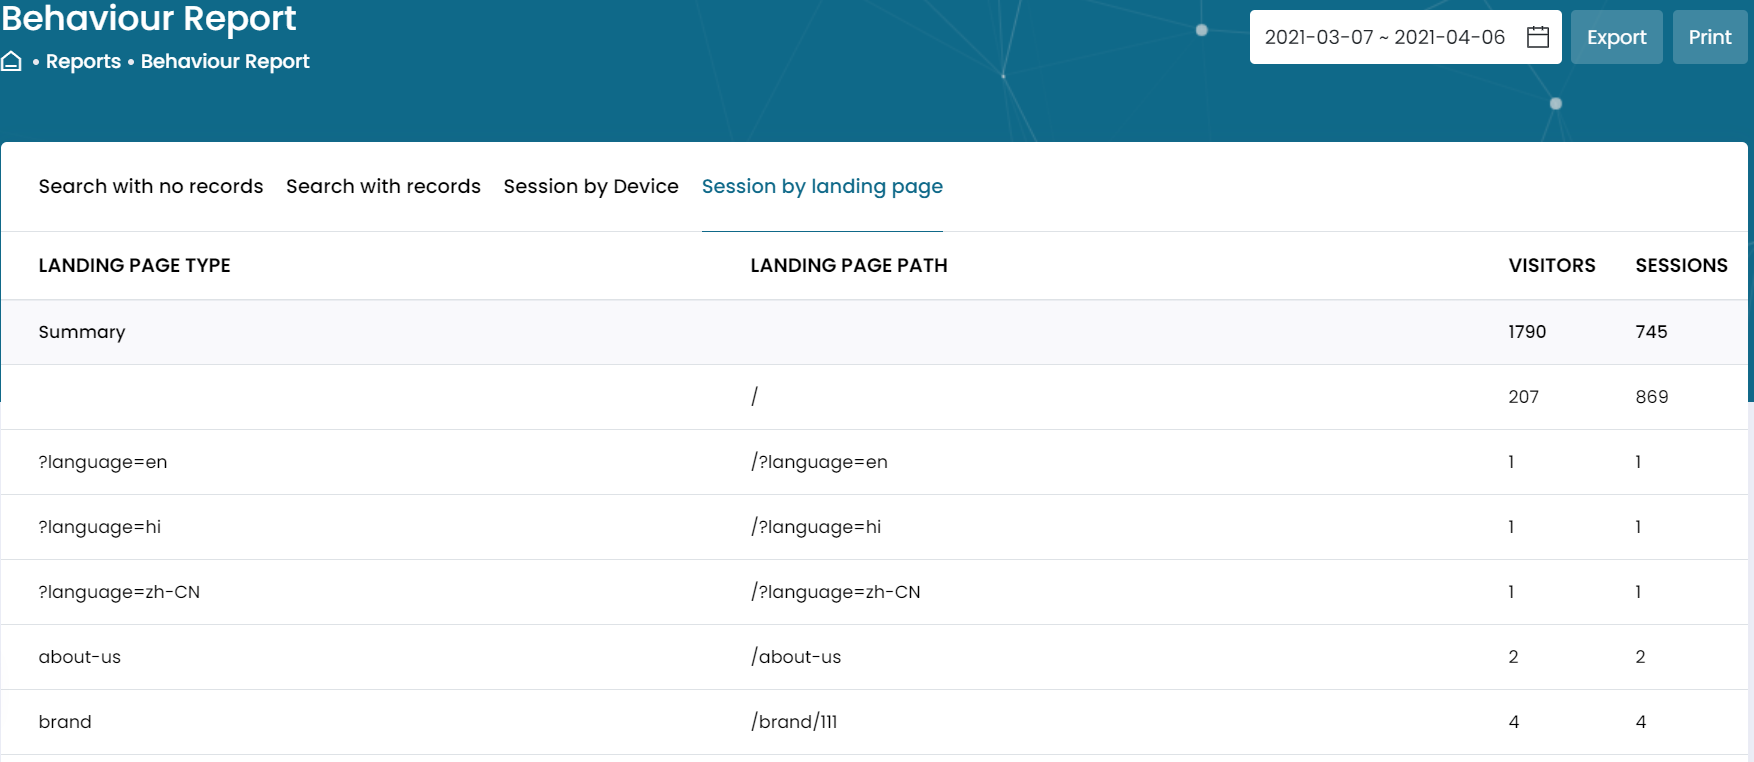 Behaviour Report
2021-03-07 ~ 2021-04-06 Export Print
• Reports • Behaviour Report
Search with no records Search with records Session by Device Session by landing page
LANDING PAGE TYPE LANDING PAGE PATH VISITORS SESSIONS
Summary 1790 745
/ 207 869
?language=en /?language=en 1 1
?language=hi /?language=hi 1 1
?language=zh-CN /?language=zh-CN 1 1
about-us /about-us 2 2
brand /brand/111 4 4